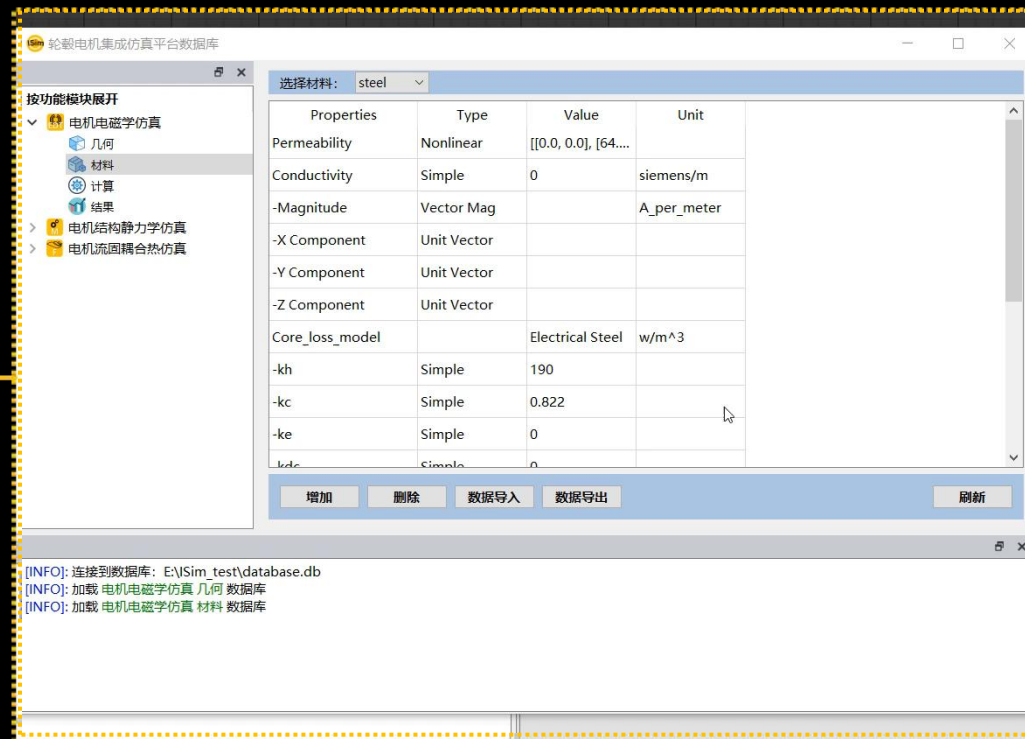 ISim 轮毂电机集成仿真平台数据库
按功能模块展开
电机电磁学仿真
几何
材料
计算
结果
电机结构静力学仿真
电机流固耦合热仿真
选择材料: steel
Properties Type Value Unit
Permeability Nonlinear [[0.0, 0.0], [64....
Conductivity Simple 0 siemens/m
-Magnitude Vector Mag A_per_meter
-X Component Unit Vector
-Y Component Unit Vector
-Z Component Unit Vector
Core_loss_model Electrical Steel w/m^3
-kh Simple 190
-kc Simple 0.822
-ke Simple 0
-kdc Simple 0
增加 删除 数据导入 数据导出 刷新
[INFO]: 连接到数据库：E:\ISim_test\database.db
[INFO]: 加载 电机电磁学仿真 几何 数据库
[INFO]: 加载 电机电磁学仿真 材料 数据库